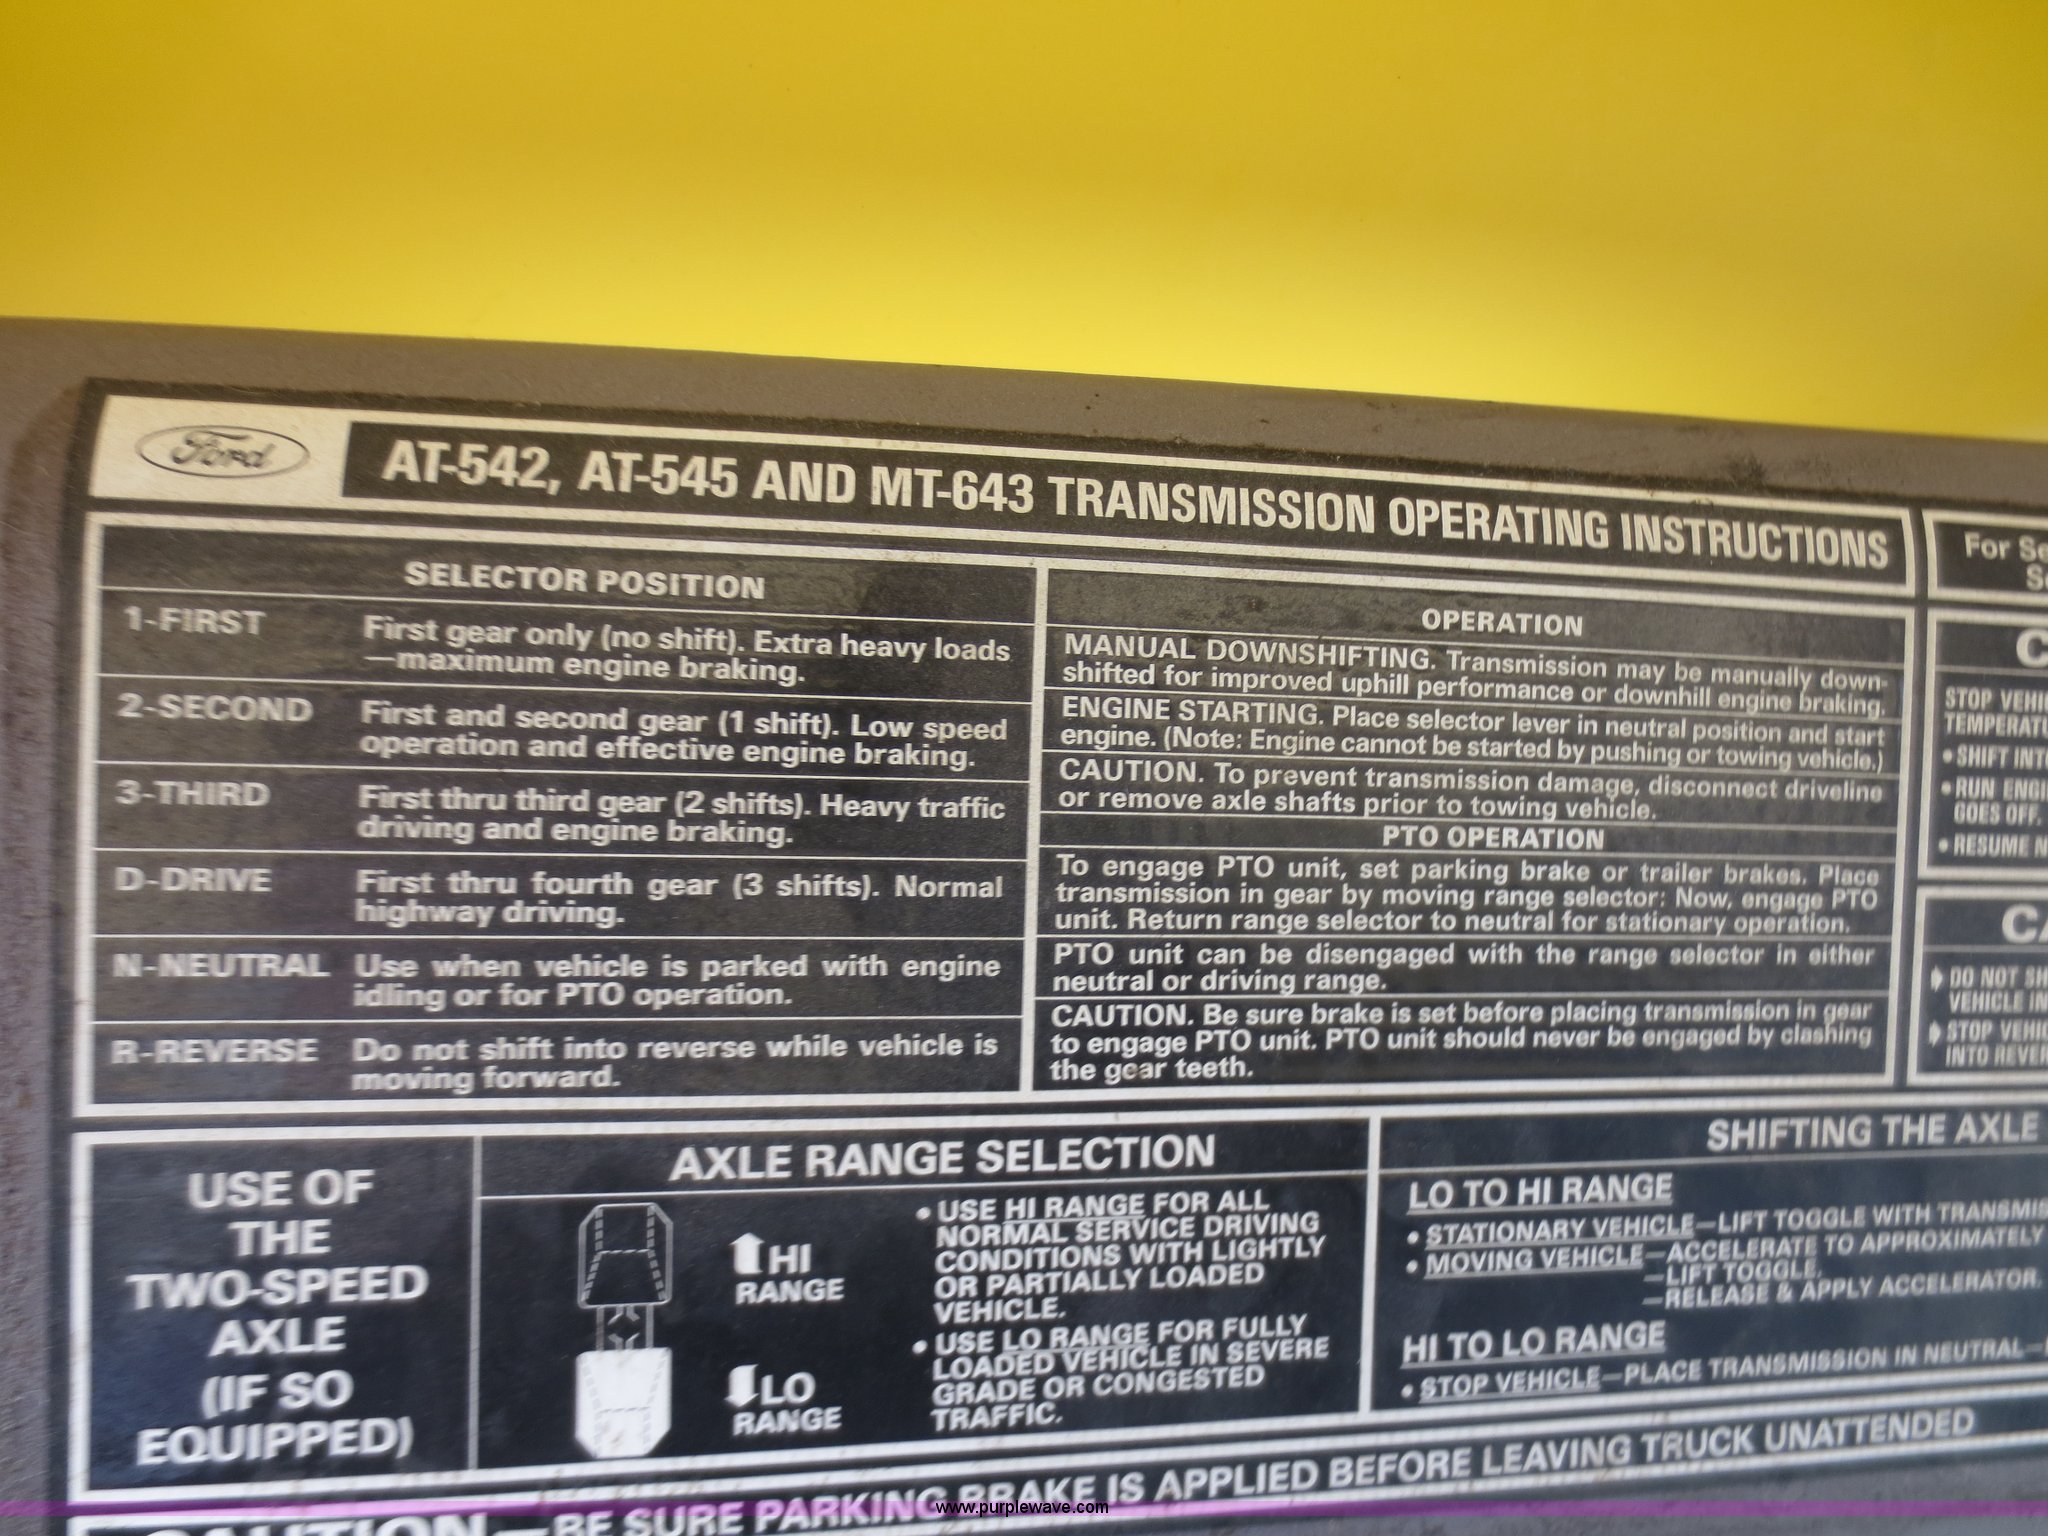 Ford
AT-542, AT-545 AND MT-643 TRANSMISSION OPERATING INSTRUCTIONS
SELECTOR POSITION
1-FIRST First gear only (no shift). Extra heavy loads
—maximum engine braking.
2-SECOND First and second gear (1 shift). Low speed
operation and effective engine braking.
3-THIRD First thru third gear (2 shifts). Heavy traffic
driving and engine braking.
D-DRIVE First thru fourth gear (3 shifts). Normal
highway driving.
N-NEUTRAL Use when vehicle is parked with engine
idling or for PTO operation.
R-REVERSE Do not shift into reverse while vehicle is
moving forward.
OPERATION
MANUAL DOWNSHIFTING. Transmission may be manually down-
shifted for improved uphill performance or downhill engine braking.
ENGINE STARTING. Place selector lever in neutral position and start
engine. (Note: Engine cannot be started by pushing or towing vehicle.)
CAUTION. To prevent transmission damage, disconnect driveline
or remove axle shafts prior to towing vehicle.
PTO OPERATION
To engage PTO unit, set parking brake or trailer brakes. Place
transmission in gear by moving range selector: Now, engage PTO
unit. Return range selector to neutral for stationary operation.
PTO unit can be disengaged with the range selector in either
neutral or driving range.
CAUTION. Be sure brake is set before placing transmission in gear
to engage PTO unit. PTO unit should never be engaged by clashing
the gear teeth.
For
STOP
• SHIFT
• RUN
GOES OFF.
• RESUME
DO NOT
VEHICLE
STOP
INTO
USE OF
THE
TWO-SPEED
AXLE
(IF SO
EQUIPPED)
AXLE RANGE SELECTION
HI
RANGE
LO
RANGE
• USE HI RANGE FOR ALL
NORMAL SERVICE DRIVING
CONDITIONS WITH LIGHTLY
OR PARTIALLY LOADED
VEHICLE.
• USE LO RANGE FOR FULLY
LOADED VEHICLE IN SEVERE
GRADE OR CONGESTED
TRAFFIC.
SHIFTING THE AXLE
LO TO HI RANGE
• STATIONARY VEHICLE—LIFT TOGGLE WITH
• MOVING VEHICLE—ACCELERATE TO APPROXIMATELY
—LIFT TOGGLE.
—RELEASE & APPLY ACCELERATOR.
HI TO LO RANGE
• STOP VEHICLE—PLACE TRANSMISSION IN NEUTRAL—
CAUTION—BE SURE PARKING BRAKE IS APPLIED BEFORE LEAVING TRUCK UNATTENDED
www.purplewave.com